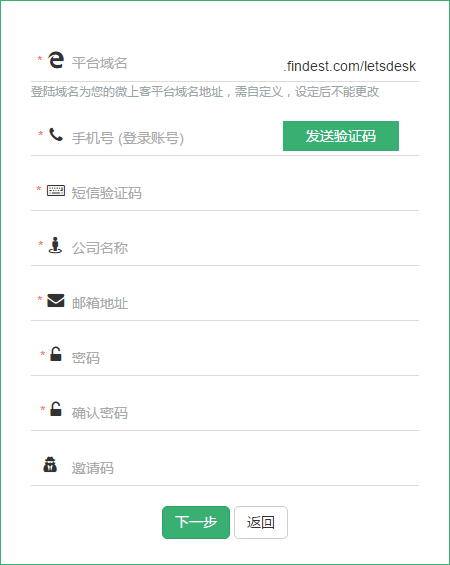 * 平台域名 .findest.com/letsdesk
登陆域名为您的微上客平台域名地址，需自定义，设定后不能更改
* 手机号 (登录账号) 发送验证码
* 短信验证码
* 公司名称
* 邮箱地址
* 密码
* 确认密码
邀请码
下一步 返回